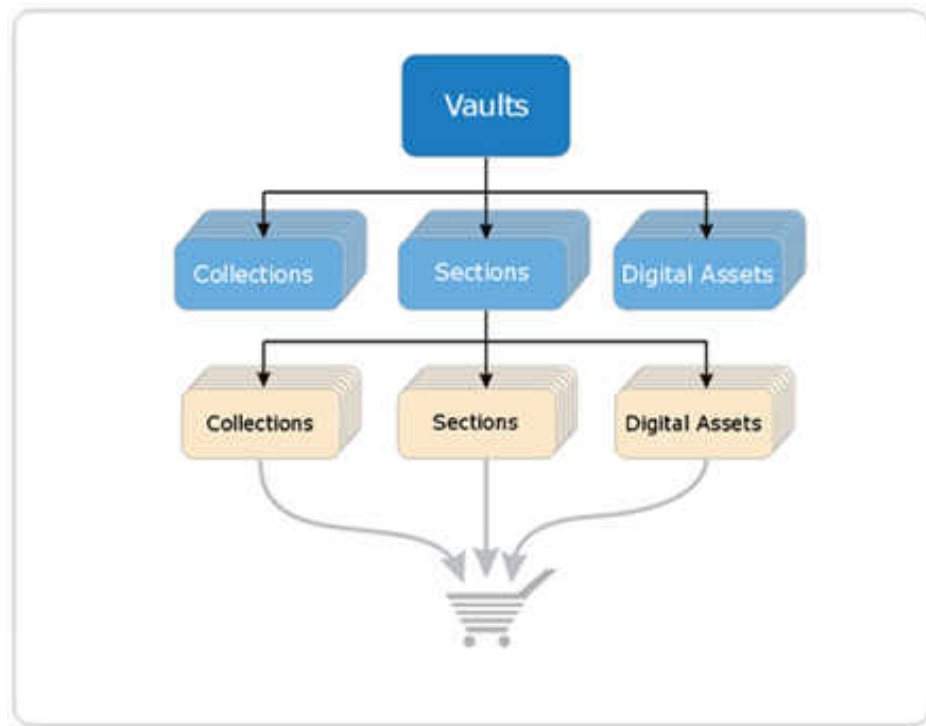 Vaults
Collections
Sections
Digital Assets
Collections
Sections
Digital Assets